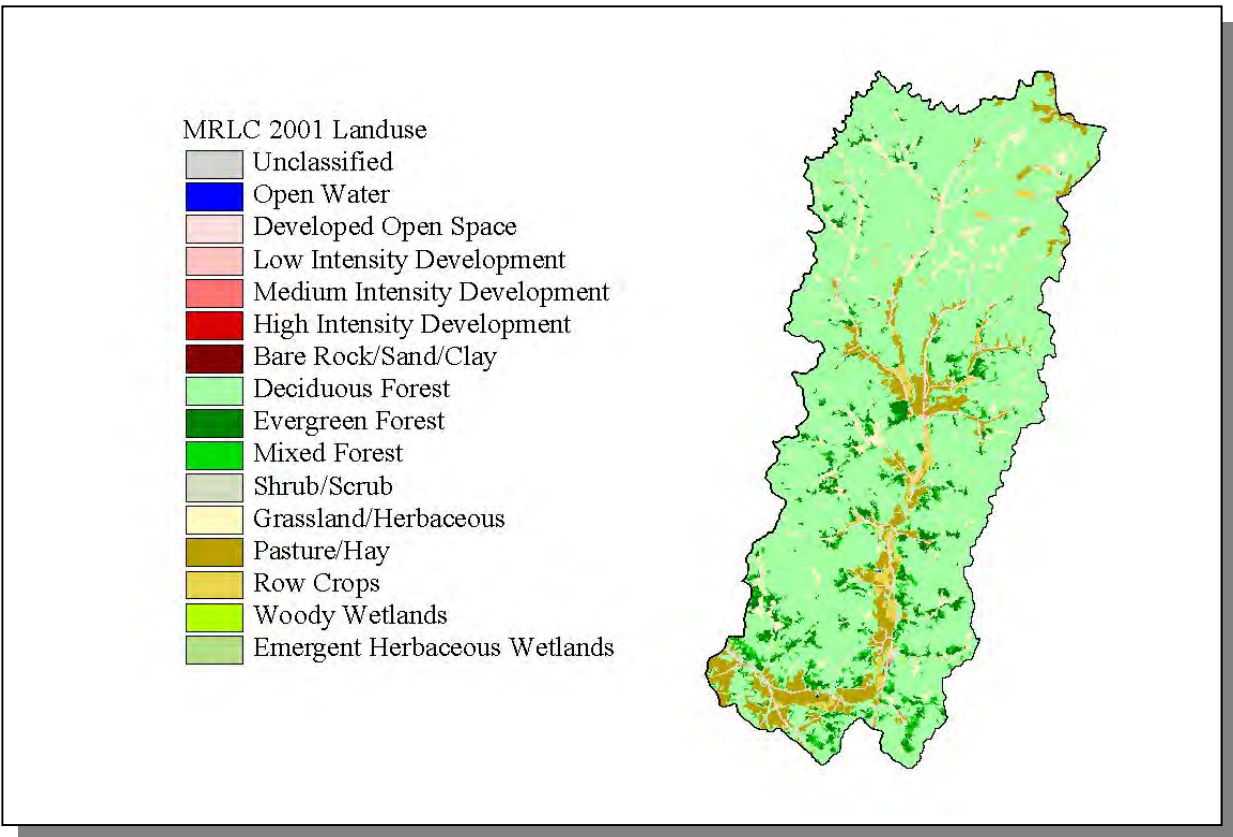 MRLC 2001 Landuse
Unclassified
Open Water
Developed Open Space
Low Intensity Development
Medium Intensity Development
High Intensity Development
Bare Rock/Sand/Clay
Deciduous Forest
Evergreen Forest
Mixed Forest
Shrub/Scrub
Grassland/Herbaceous
Pasture/Hay
Row Crops
Woody Wetlands
Emergent Herbaceous Wetlands